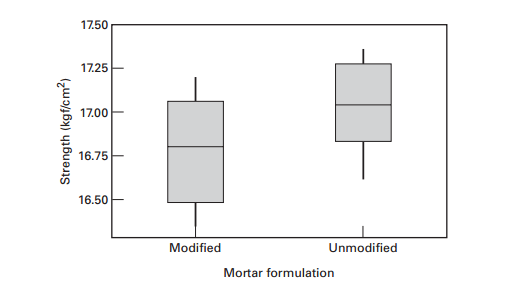 17.50
17.25
17.00
16.75
16.50
Strength (kgf/cm²)
Modified Unmodified
Mortar formulation